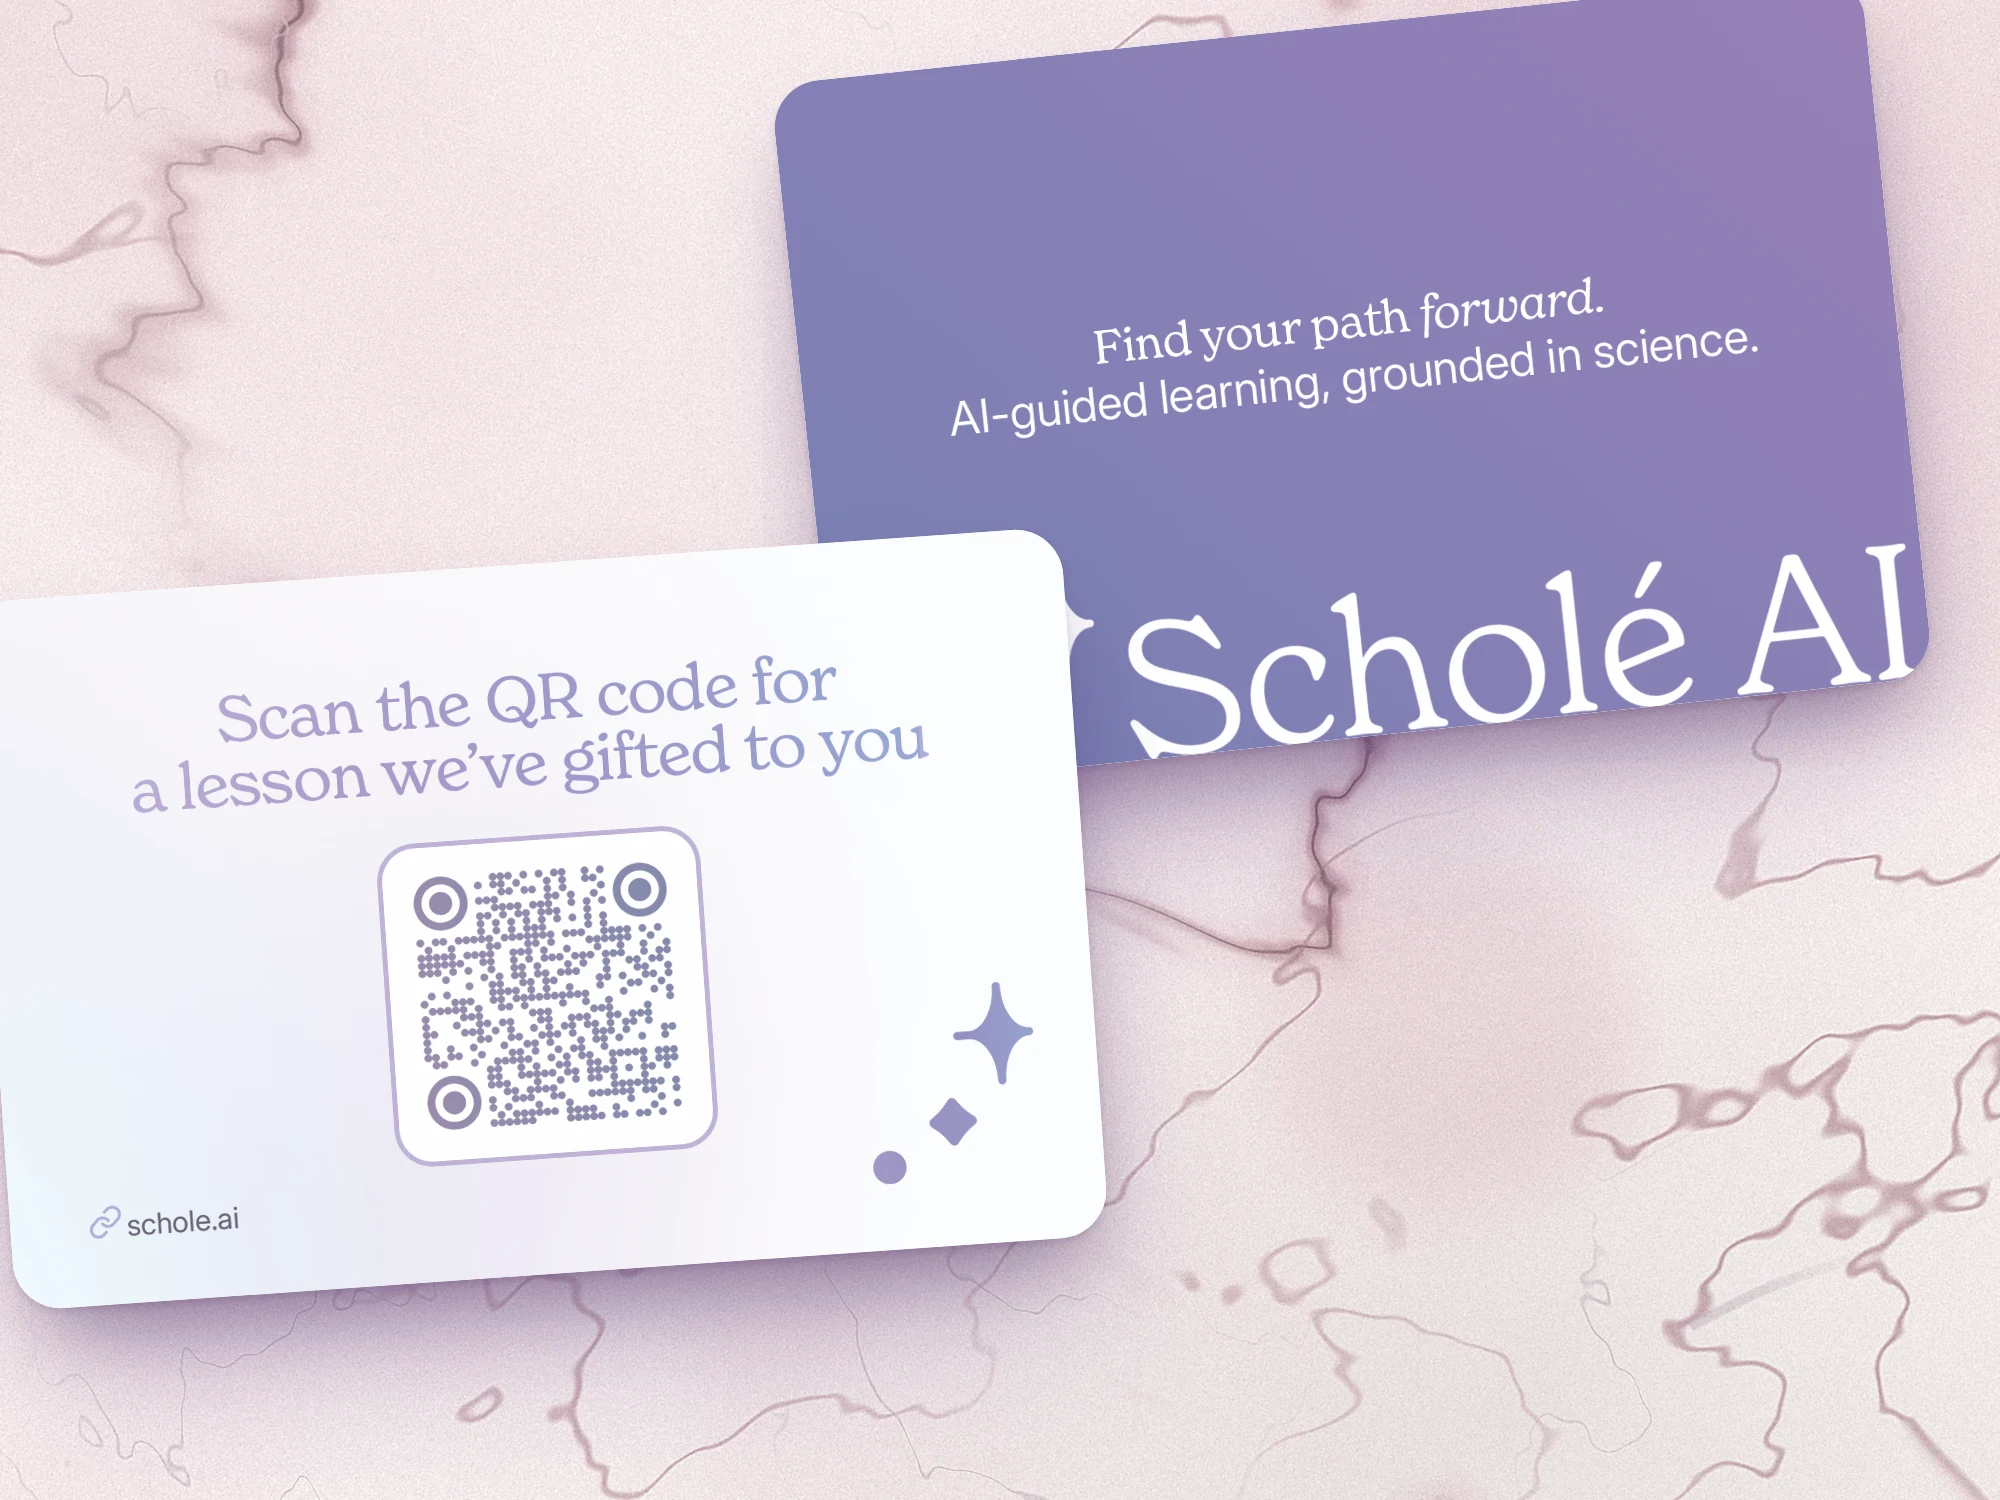 Find your path forward.
AI-guided learning, grounded in science.
Scholé AI
Scan the QR code for
a lesson we’ve gifted to you
schole.ai